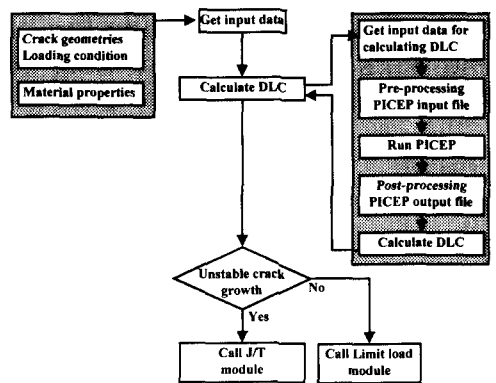 Crack geometries
Loading condition
Material properties
Get input data
Calculate DLC
Get input data for
calculating DLC
Pre-processing
PICEP input file
Run PICEP
Post-processing
PICEP output file
Calculate DLC
Unstable crack
growth
No
Yes
Call J/T
module
Call Limit load
module